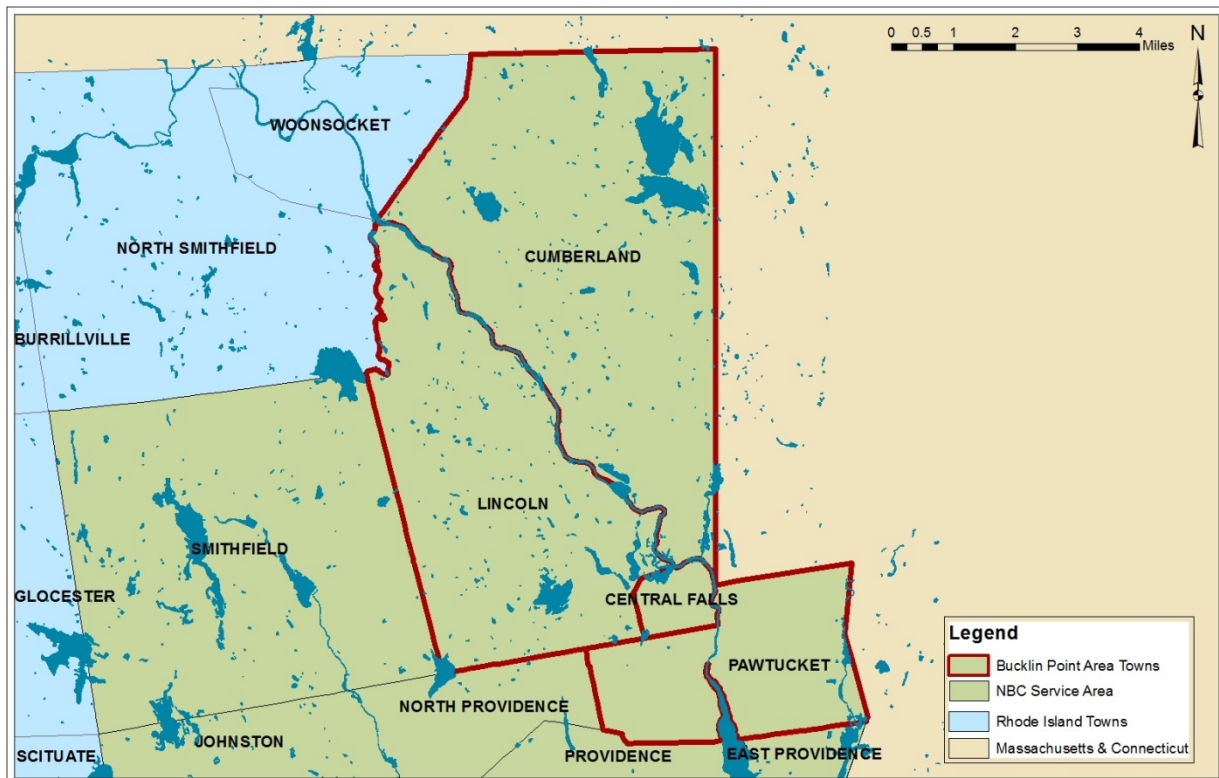 0 0.5 1 2 3 4
Miles
N
WOONSOCKET
NORTH SMITHFIELD
CUMBERLAND
BURRILLVILLE
LINCOLN
SMITHFIELD
GLOCESTER
CENTRAL FALLS
PAWTUCKET
NORTH PROVIDENCE
JOHNSTON
SCITUATE
PROVIDENCE
EAST PROVIDENCE
Legend
Bucklin Point Area Towns
NBC Service Area
Rhode Island Towns
Massachusetts & Connecticut